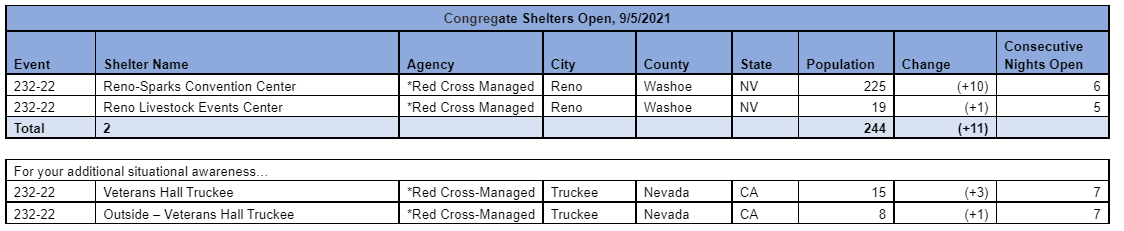 Congregate Shelters Open, 9/5/2021
Event Shelter Name Agency City County State Population Change Consecutive Nights Open
232-22 Reno-Sparks Convention Center *Red Cross Managed Reno Washoe NV 225 (+10) 6
232-22 Reno Livestock Events Center *Red Cross Managed Reno Washoe NV 19 (+1) 5
Total 2 244 (+11)
For your additional situational awareness…
232-22 Veterans Hall Truckee *Red Cross-Managed Truckee Nevada CA 15 (+3) 7
232-22 Outside – Veterans Hall Truckee *Red Cross-Managed Truckee Nevada CA 8 (+1) 7